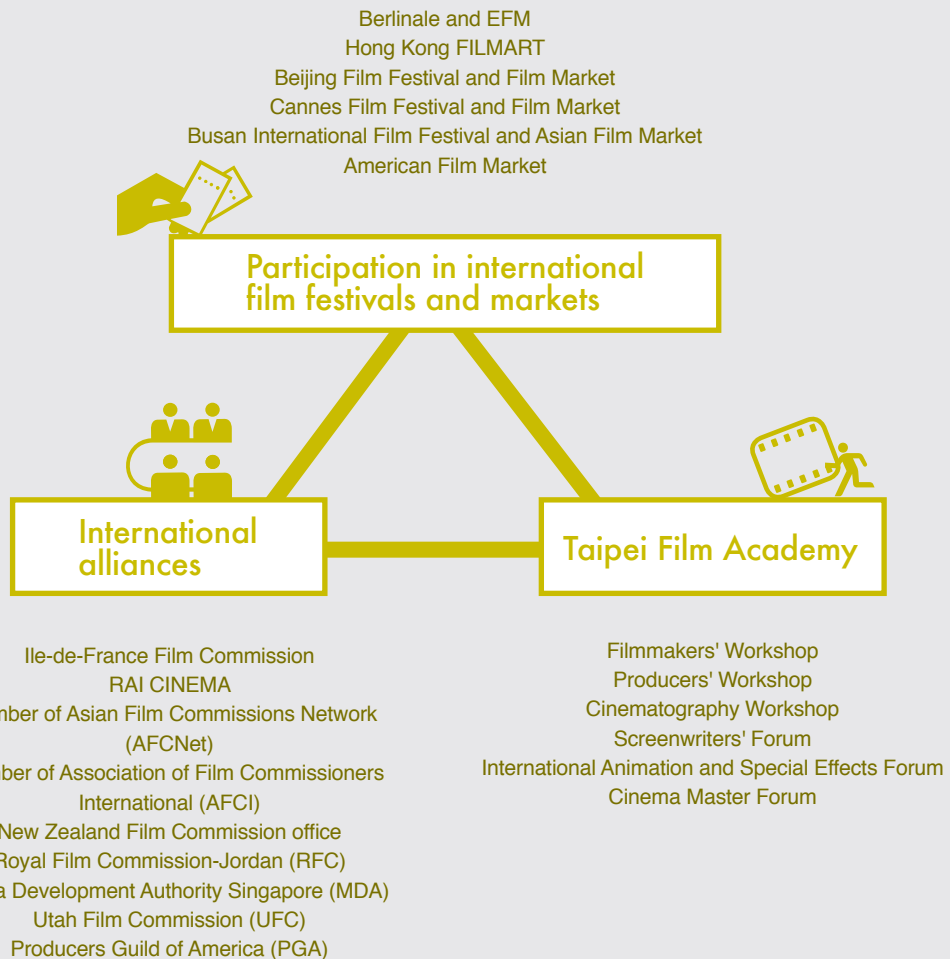 Berlinale and EFM
Hong Kong FILMART
Beijing Film Festival and Film Market
Cannes Film Festival and Film Market
Busan International Film Festival and Asian Film Market
American Film Market
Participation in international
film festivals and markets
International
alliances
Taipei Film Academy
Ile-de-France Film Commission
RAI CINEMA
mber of Asian Film Commissions Network
(AFCNet)
ber of Association of Film Commissioners
International (AFCI)
New Zealand Film Commission office
Royal Film Commission-Jordan (RFC)
a Development Authority Singapore (MDA)
Utah Film Commission (UFC)
Producers Guild of America (PGA)
Filmmakers' Workshop
Producers' Workshop
Cinematography Workshop
Screenwriters' Forum
International Animation and Special Effects Forum
Cinema Master Forum